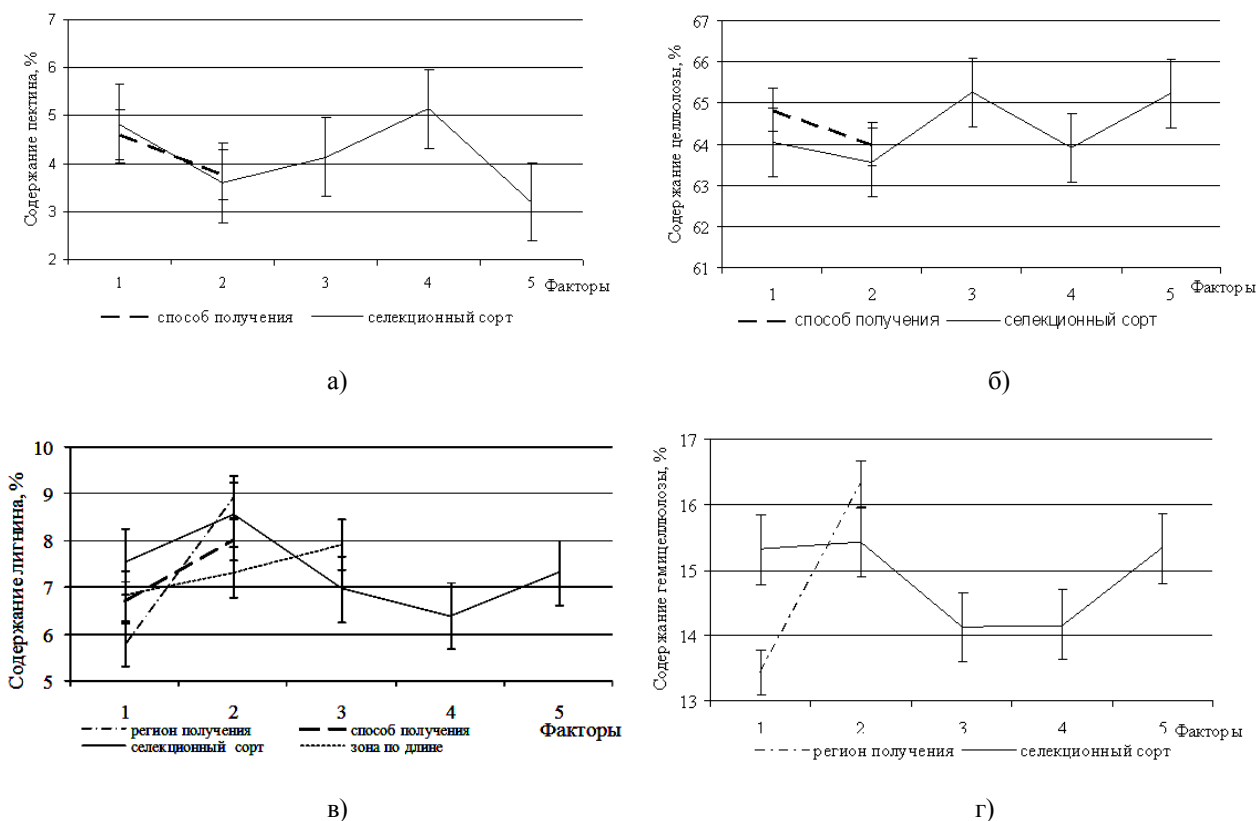 Содержание пектина, %
7
6
5
4
3
2
1 2 3 4 5
Факторы
способ получения селекционный сорт
а)
Содержание целлюлозы, %
67
66
65
64
63
62
61
1 2 3 4 5
Факторы
способ получения селекционный сорт
б)
Содержание лигнина, %
10
9
8
7
6
5
1 2 3 4 5
Факторы
регион получения способ получения
селекционный сорт зона по длине
в)
Содержание гемицеллюлозы, %
17
16
15
14
13
1 2 3 4 5
Факторы
регион получения селекционный сорт
г)